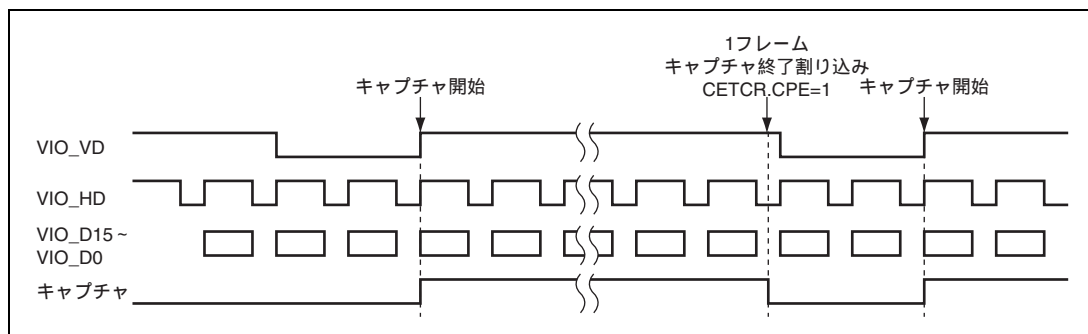 1フレーム
キャプチャ終了割り込み
キャプチャ開始
CETCR.CPE=1
キャプチャ開始
VIO_VD
VIO_HD
VIO_D15~
VIO_D0
キャプチャ